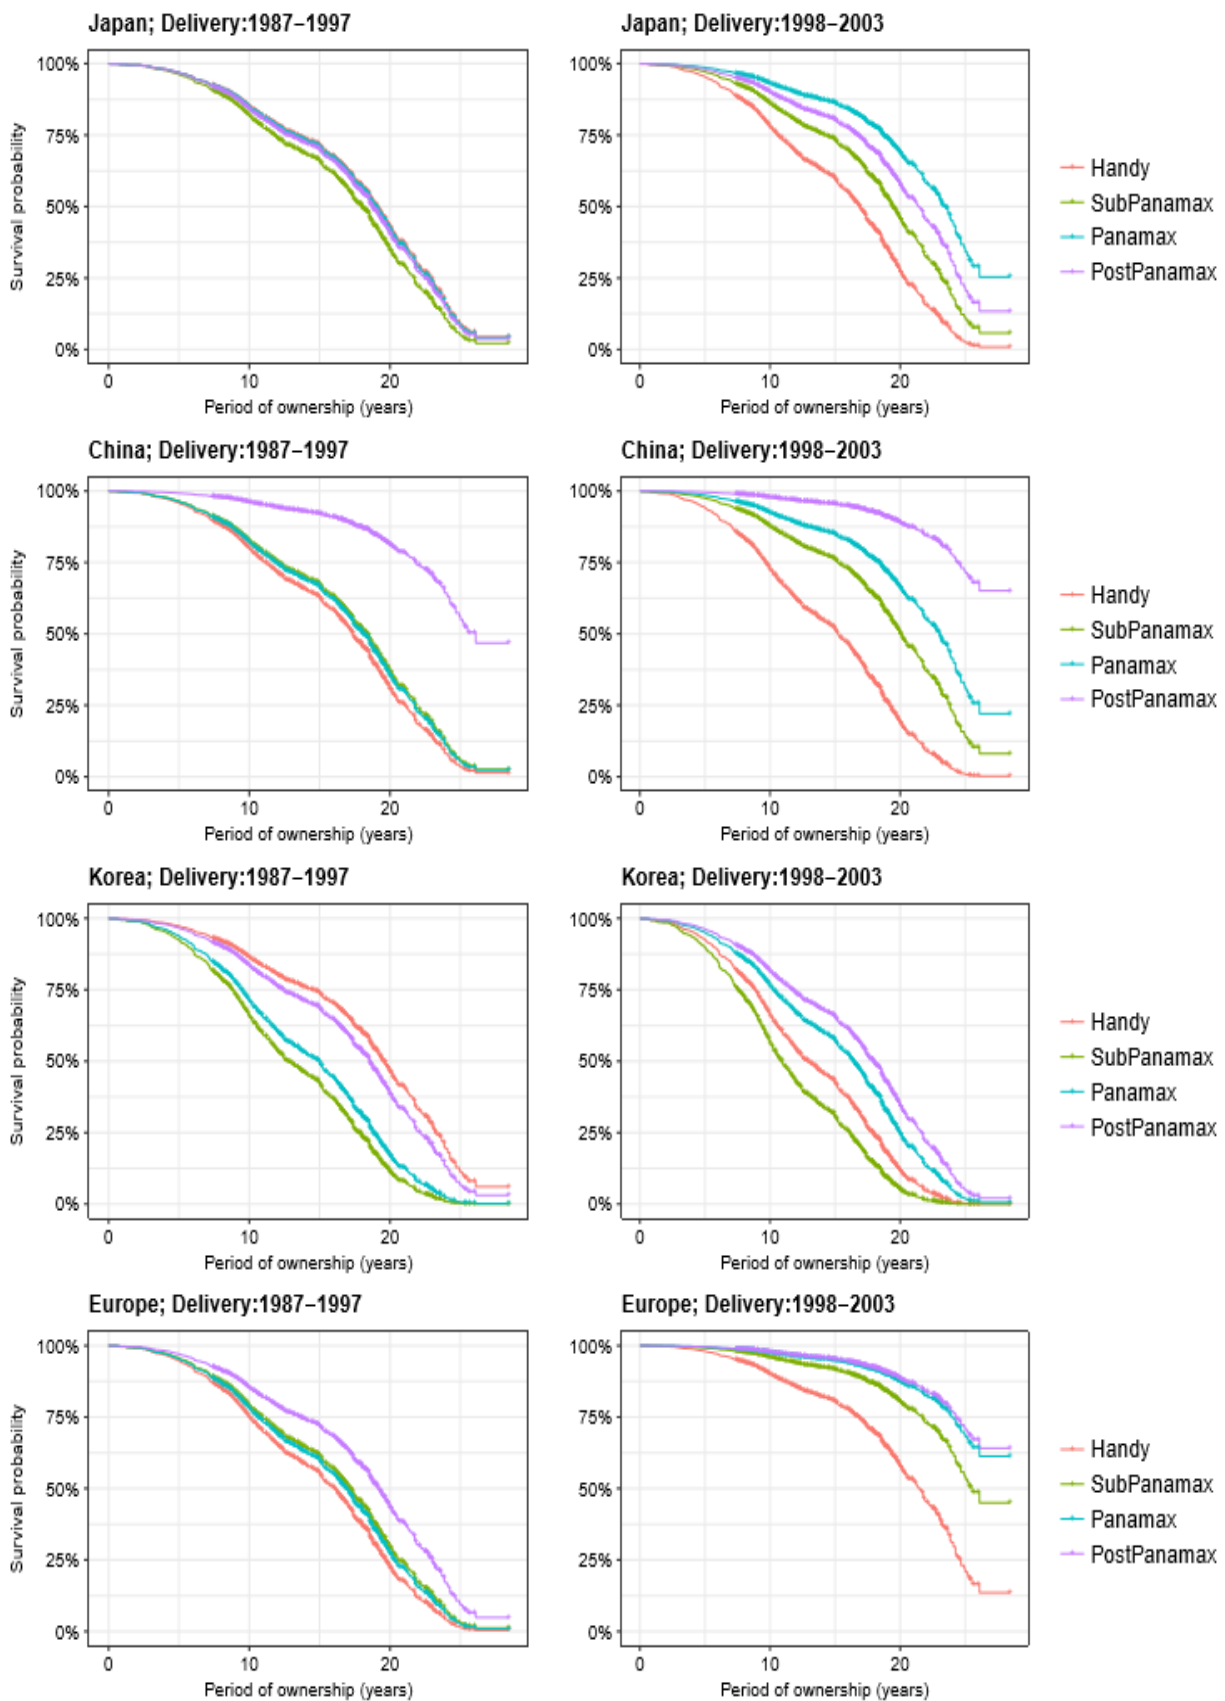 Japan; Delivery:1987–1997
Survival probability
100%
75%
50%
25%
0%
0 10 20
Period of ownership (years)
Japan; Delivery:1998–2003
100%
75%
50%
25%
0%
0 10 20
Period of ownership (years)
Handy
SubPanamax
Panamax
PostPanamax
China; Delivery:1987–1997
Survival probability
100%
75%
50%
25%
0%
0 10 20
Period of ownership (years)
China; Delivery:1998–2003
100%
75%
50%
25%
0%
0 10 20
Period of ownership (years)
Handy
SubPanamax
Panamax
PostPanamax
Korea; Delivery:1987–1997
Survival probability
100%
75%
50%
25%
0%
0 10 20
Period of ownership (years)
Korea; Delivery:1998–2003
100%
75%
50%
25%
0%
0 10 20
Period of ownership (years)
Handy
SubPanamax
Panamax
PostPanamax
Europe; Delivery:1987–1997
Survival probability
100%
75%
50%
25%
0%
0 10 20
Period of ownership (years)
Europe; Delivery:1998–2003
100%
75%
50%
25%
0%
0 10 20
Period of ownership (years)
Handy
SubPanamax
Panamax
PostPanamax